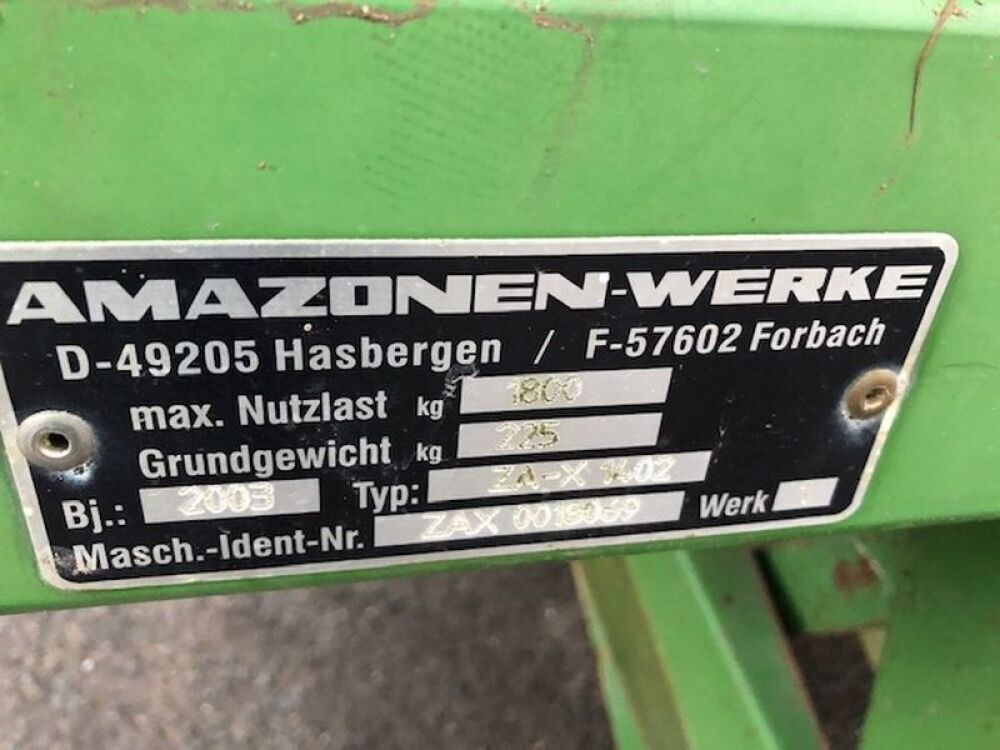 AMAZONEN-WERKE
D-49205 Hasbergen / F-57602 Forbach
max. Nutzlast kg 1800
Grundgewicht kg 225
Bj.: 2003 Typ: ZA-X 1402
Masch.-Ident-Nr. ZAX 0018069 Werk 1